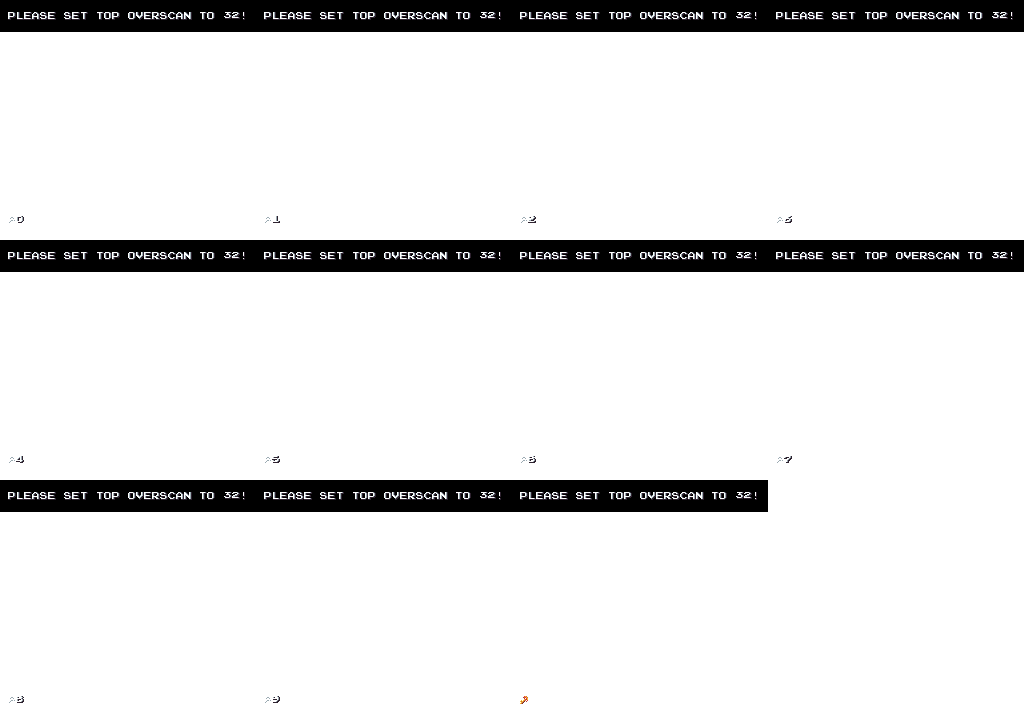 PLEASE SET TOP OVERSCAN TO 32! PLEASE SET TOP OVERSCAN TO 32! PLEASE SET TOP OVERSCAN TO 32! PLEASE SET TOP OVERSCAN TO 32!
0 1 2 3
PLEASE SET TOP OVERSCAN TO 32! PLEASE SET TOP OVERSCAN TO 32! PLEASE SET TOP OVERSCAN TO 32! PLEASE SET TOP OVERSCAN TO 32!
4 5 6 7
PLEASE SET TOP OVERSCAN TO 32! PLEASE SET TOP OVERSCAN TO 32! PLEASE SET TOP OVERSCAN TO 32!
8 9